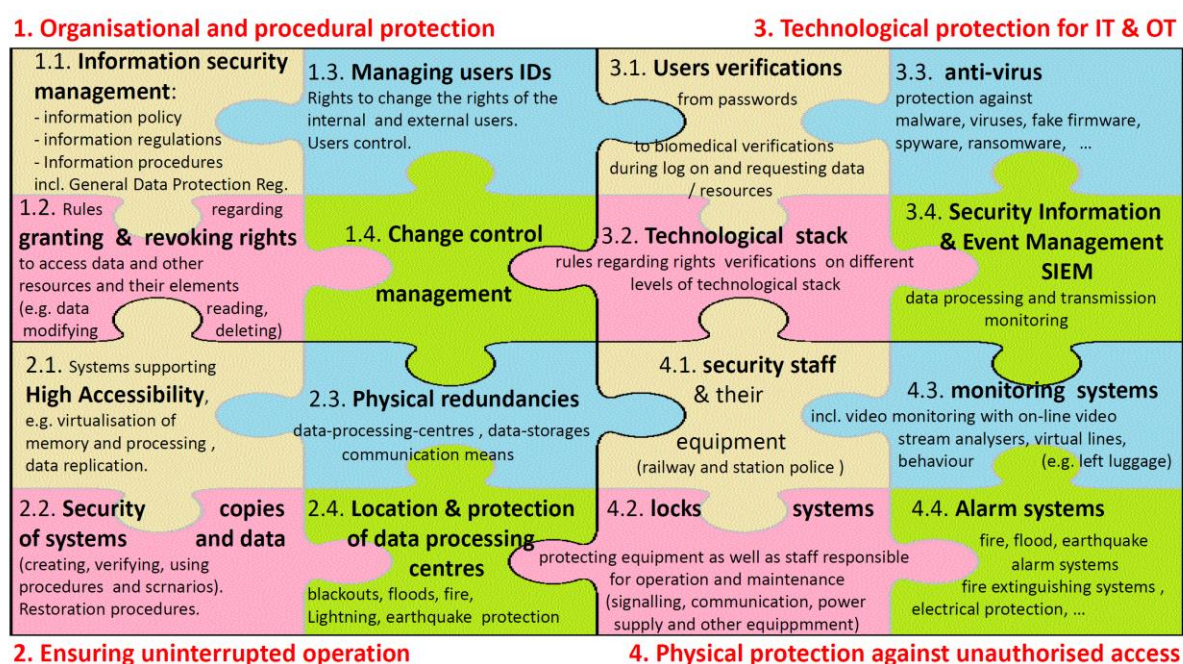 1. Organisational and procedural protection
3. Technological protection for IT & OT
1.1. Information security
management:
- information policy
- information regulations
- Information procedures
incl. General Data Protection Reg.
1.3. Managing users IDs
Rights to change the rights of the
internal and external users.
Users control.
3.1. Users verifications
from passwords
to biomedical verifications
during log on and requesting data
/ resources
3.3. anti-virus
protection against
malware, viruses, fake firmware,
spyware, ransomware, ...
1.2. Rules regarding
granting & revoking rights
to access data and other
resources and their elements
(e.g. data reading,
modifying deleting)
1.4. Change control
management
3.2. Technological stack
rules regarding rights verifications on different
levels of technological stack
3.4. Security Information
& Event Management
SIEM
data processing and transmission
monitoring
2.1. Systems supporting
High Accessibility,
e.g. virtualisation of
memory and processing ,
data replication.
2.3. Physical redundancies
data-processing-centres , data-storages
communication means
4.1. security staff
& their
equipment
(railway and station police )
4.3. monitoring systems
incl. video monitoring with on-line video
stream analysers, virtual lines,
behaviour (e.g. left luggage)
2.2. Security copies
of systems and data
(creating, verifying, using
procedures and scrnarios).
Restoration procedures.
2.4. Location & protection
of data processing
centres
blackouts, floods, fire,
Lightning, earthquake protection
4.2. locks systems
protecting equipment as well as staff responsible
for operation and maintenance
(signalling, communication, power
supply and other equippmment)
4.4. Alarm systems
fire, flood, earthquake
alarm systems
fire extinguishing systems ,
electrical protection, ...
2. Ensuring uninterrupted operation
4. Physical protection against unauthorised access